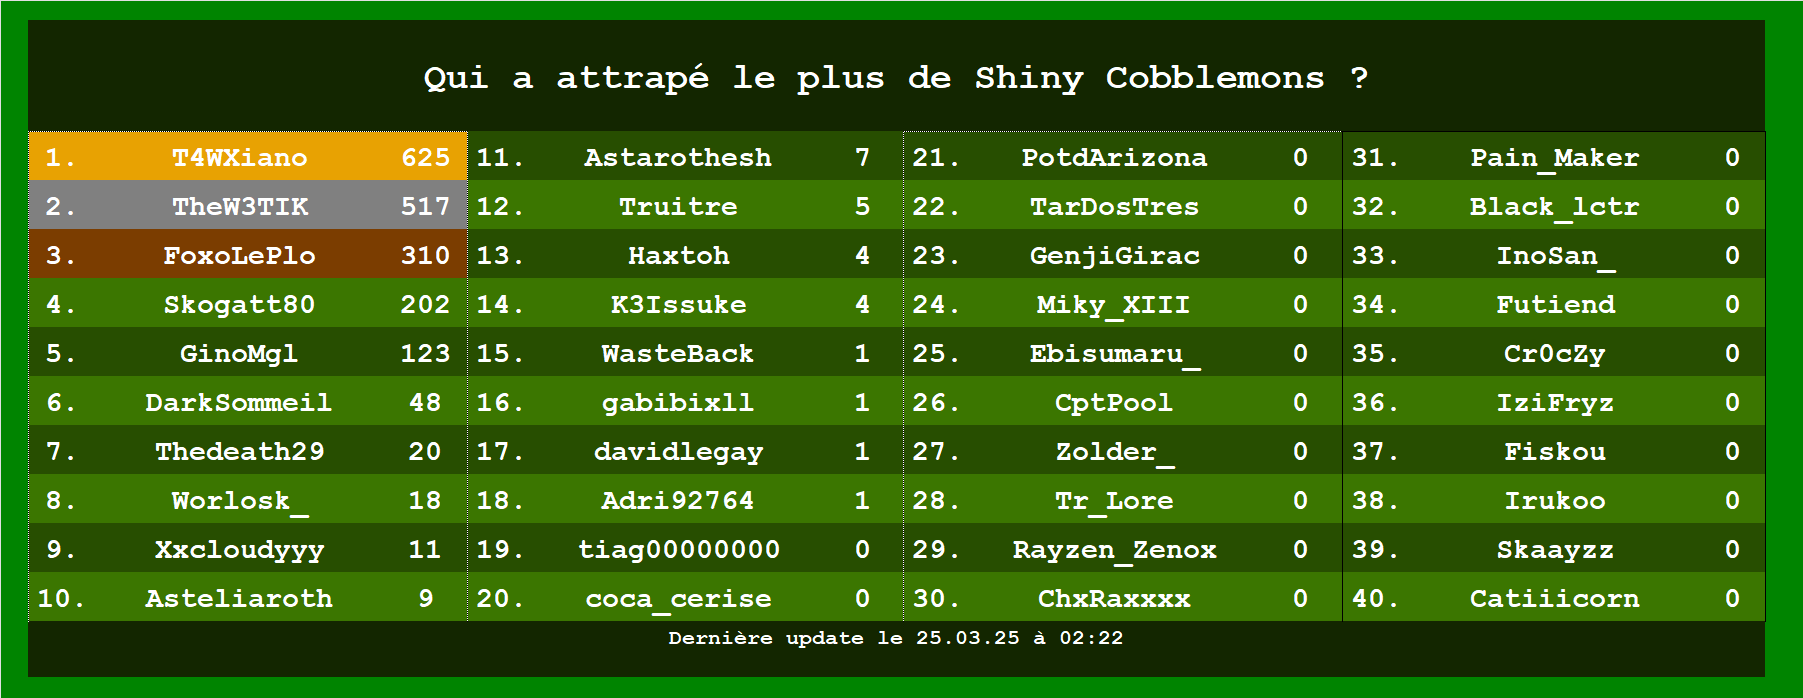 Qui a attrapé le plus de Shiny Cobblemons ?
1. T4WXiano 625 11. Astarothesh 7 21. PotdArizona 0 31. Pain_Maker 0
2. TheW3TIK 517 12. Truitre 5 22. TarDosTres 0 32. Black_lctr 0
3. FoxoLePlo 310 13. Haxtoh 4 23. GenjiGirac 0 33. InoSan_ 0
4. Skogatt80 202 14. K3Issuke 4 24. Miky_XIII 0 34. Futiend 0
5. GinoMgl 123 15. WasteBack 1 25. Ebisumaru_ 0 35. Cr0cZy 0
6. DarkSommeil 48 16. gabibixll 1 26. CptPool 0 36. IziFryz 0
7. Thedeath29 20 17. davidlegay 1 27. Zolder_ 0 37. Fiskou 0
8. Worlosk_ 18 18. Adri92764 1 28. Tr_Lore 0 38. Irukoo 0
9. Xxcloudyyy 11 19. tiag00000000 0 29. Rayzen_Zenox 0 39. Skaayzz 0
10. Asteliaroth 9 20. coca_cerise 0 30. ChxRaxxxx 0 40. Catiiicorn 0
Dernière update le 25.03.25 à 02:22